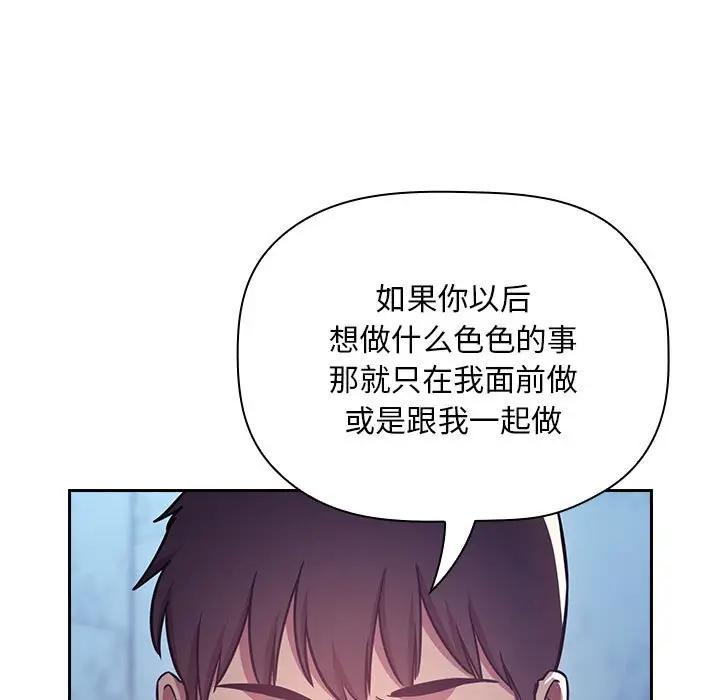 如果你以后
想做什么色色的事
那就只在我面前做
或是跟我一起做